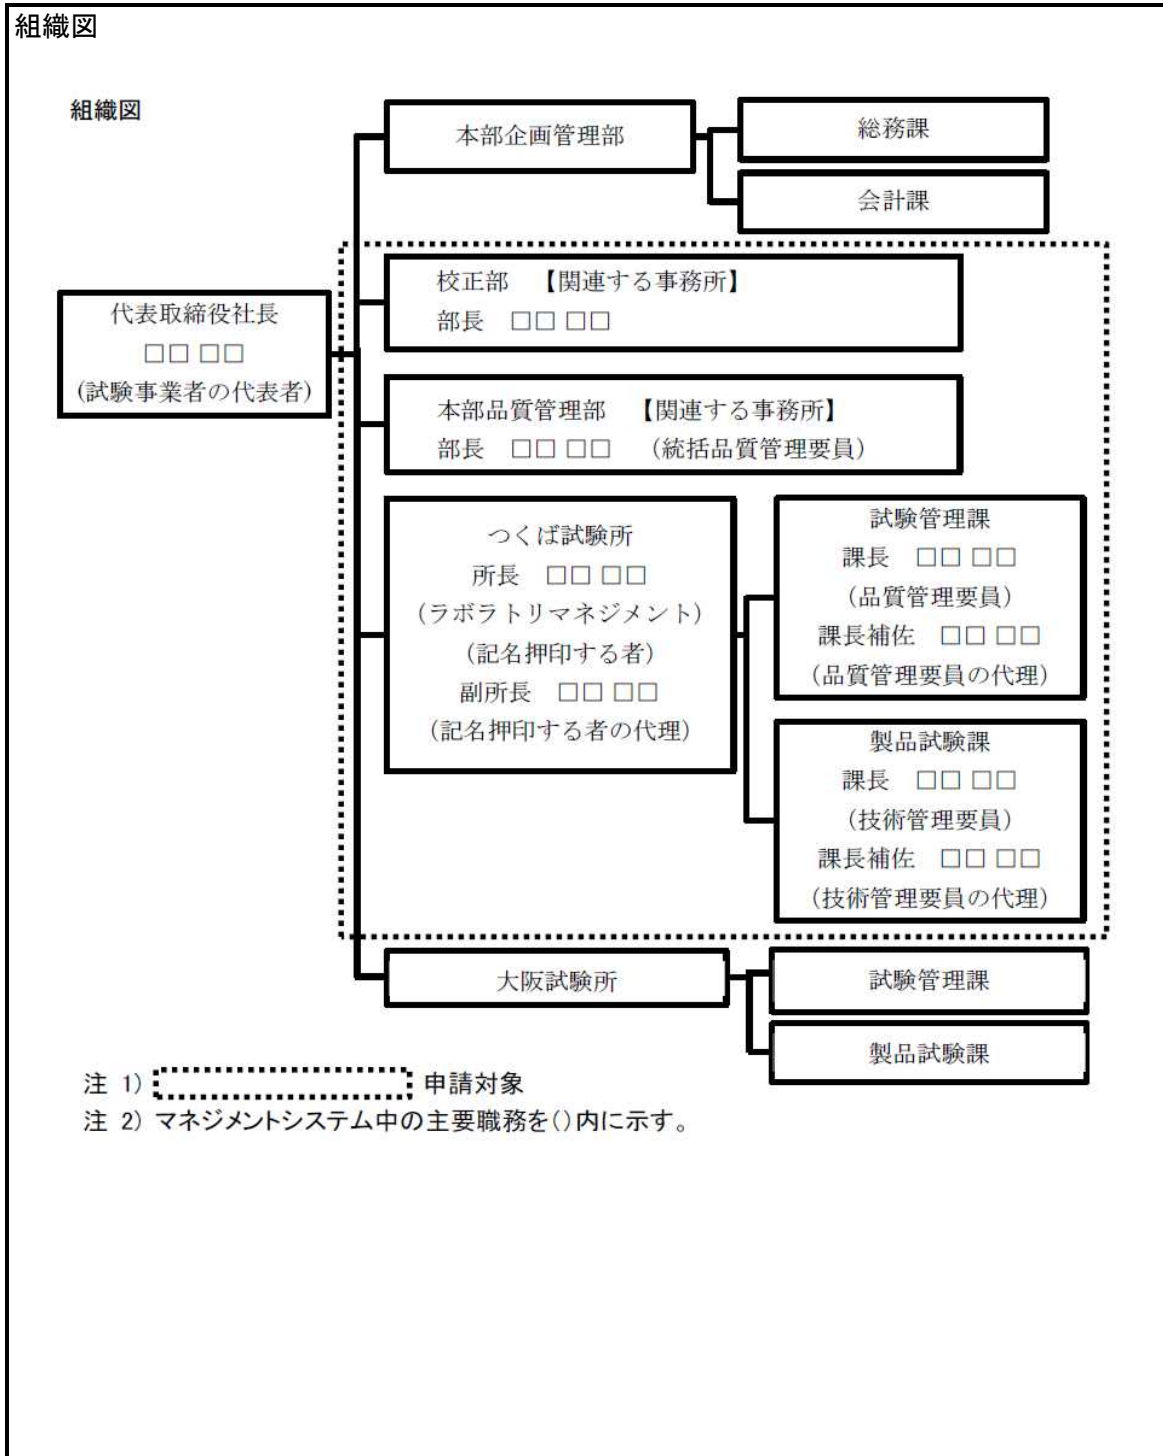 組織図
組織図
本部企画管理部
総務課
会計課
代表取締役社長
□□ □□
(試験事業者の代表者)
校正部　【関連する事務所】
部長　□□ □□
本部品質管理部　【関連する事務所】
部長　□□ □□　（統括品質管理要員）
つくば試験所
所長　□□ □□
（ラボラトリマネジメント）
（記名押印する者）
副所長　□□ □□
（記名押印する者の代理）
試験管理課
課長　□□ □□
（品質管理要員）
課長補佐　□□ □□
（品質管理要員の代理）
製品試験課
課長　□□ □□
（技術管理要員）
課長補佐　□□ □□
（技術管理要員の代理）
大阪試験所
試験管理課
製品試験課
注 1) 申請対象
注 2) マネジメントシステム中の主要職務を()内に示す。